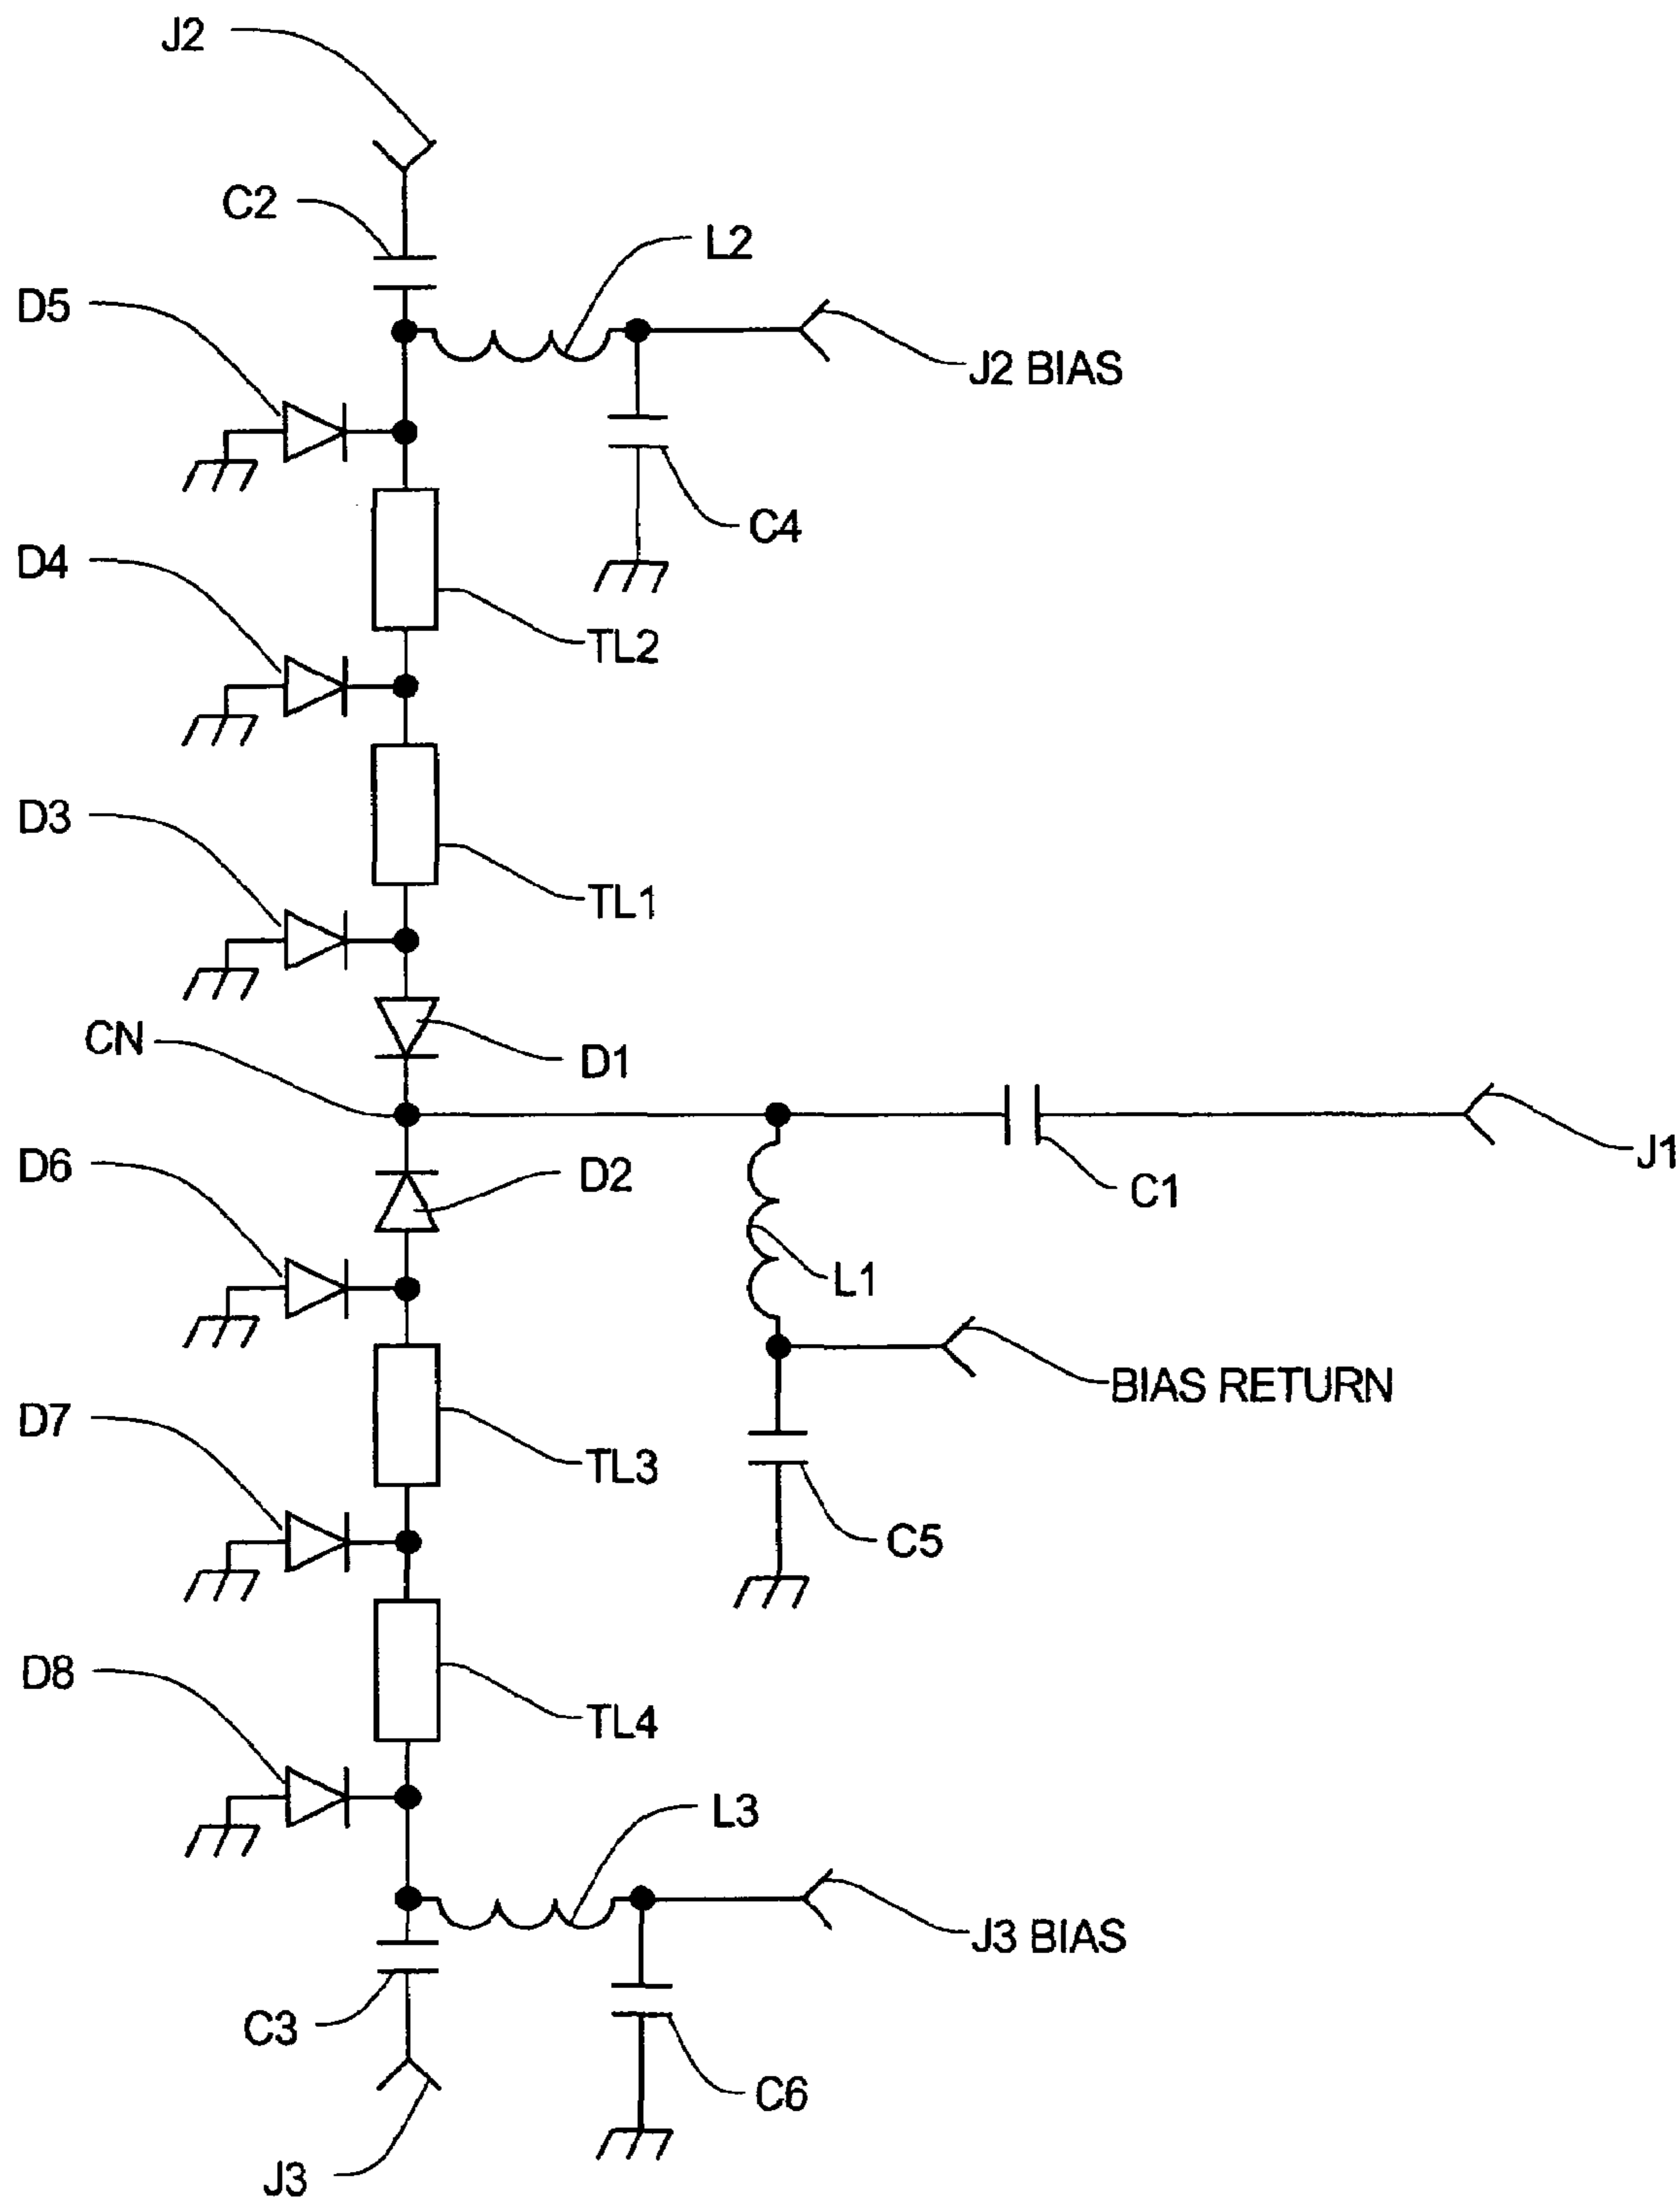 J2
C2
L2
D5
J2 BIAS
C4
D4
TL2
D3
TL1
CN
D1
J1
D6
D2
C1
L1
BIAS RETURN
D7
TL3
C5
D8
TL4
L3
J3 BIAS
C3
C6
J3